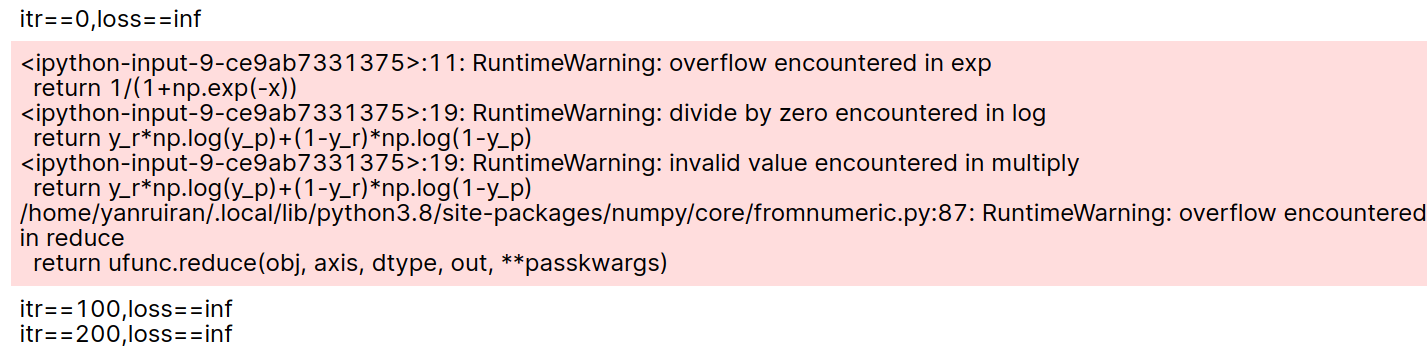 itr==0,loss==inf
<ipython-input-9-ce9ab7331375>:11: RuntimeWarning: overflow encountered in exp
  return 1/(1+np.exp(-x))
<ipython-input-9-ce9ab7331375>:19: RuntimeWarning: divide by zero encountered in log
  return y_r*np.log(y_p)+(1-y_r)*np.log(1-y_p)
<ipython-input-9-ce9ab7331375>:19: RuntimeWarning: invalid value encountered in multiply
  return y_r*np.log(y_p)+(1-y_r)*np.log(1-y_p)
/home/yanruiran/.local/lib/python3.8/site-packages/numpy/core/fromnumeric.py:87: RuntimeWarning: overflow encountered
in reduce
  return ufunc.reduce(obj, axis, dtype, out, **passkwargs)
itr==100,loss==inf
itr==200,loss==inf